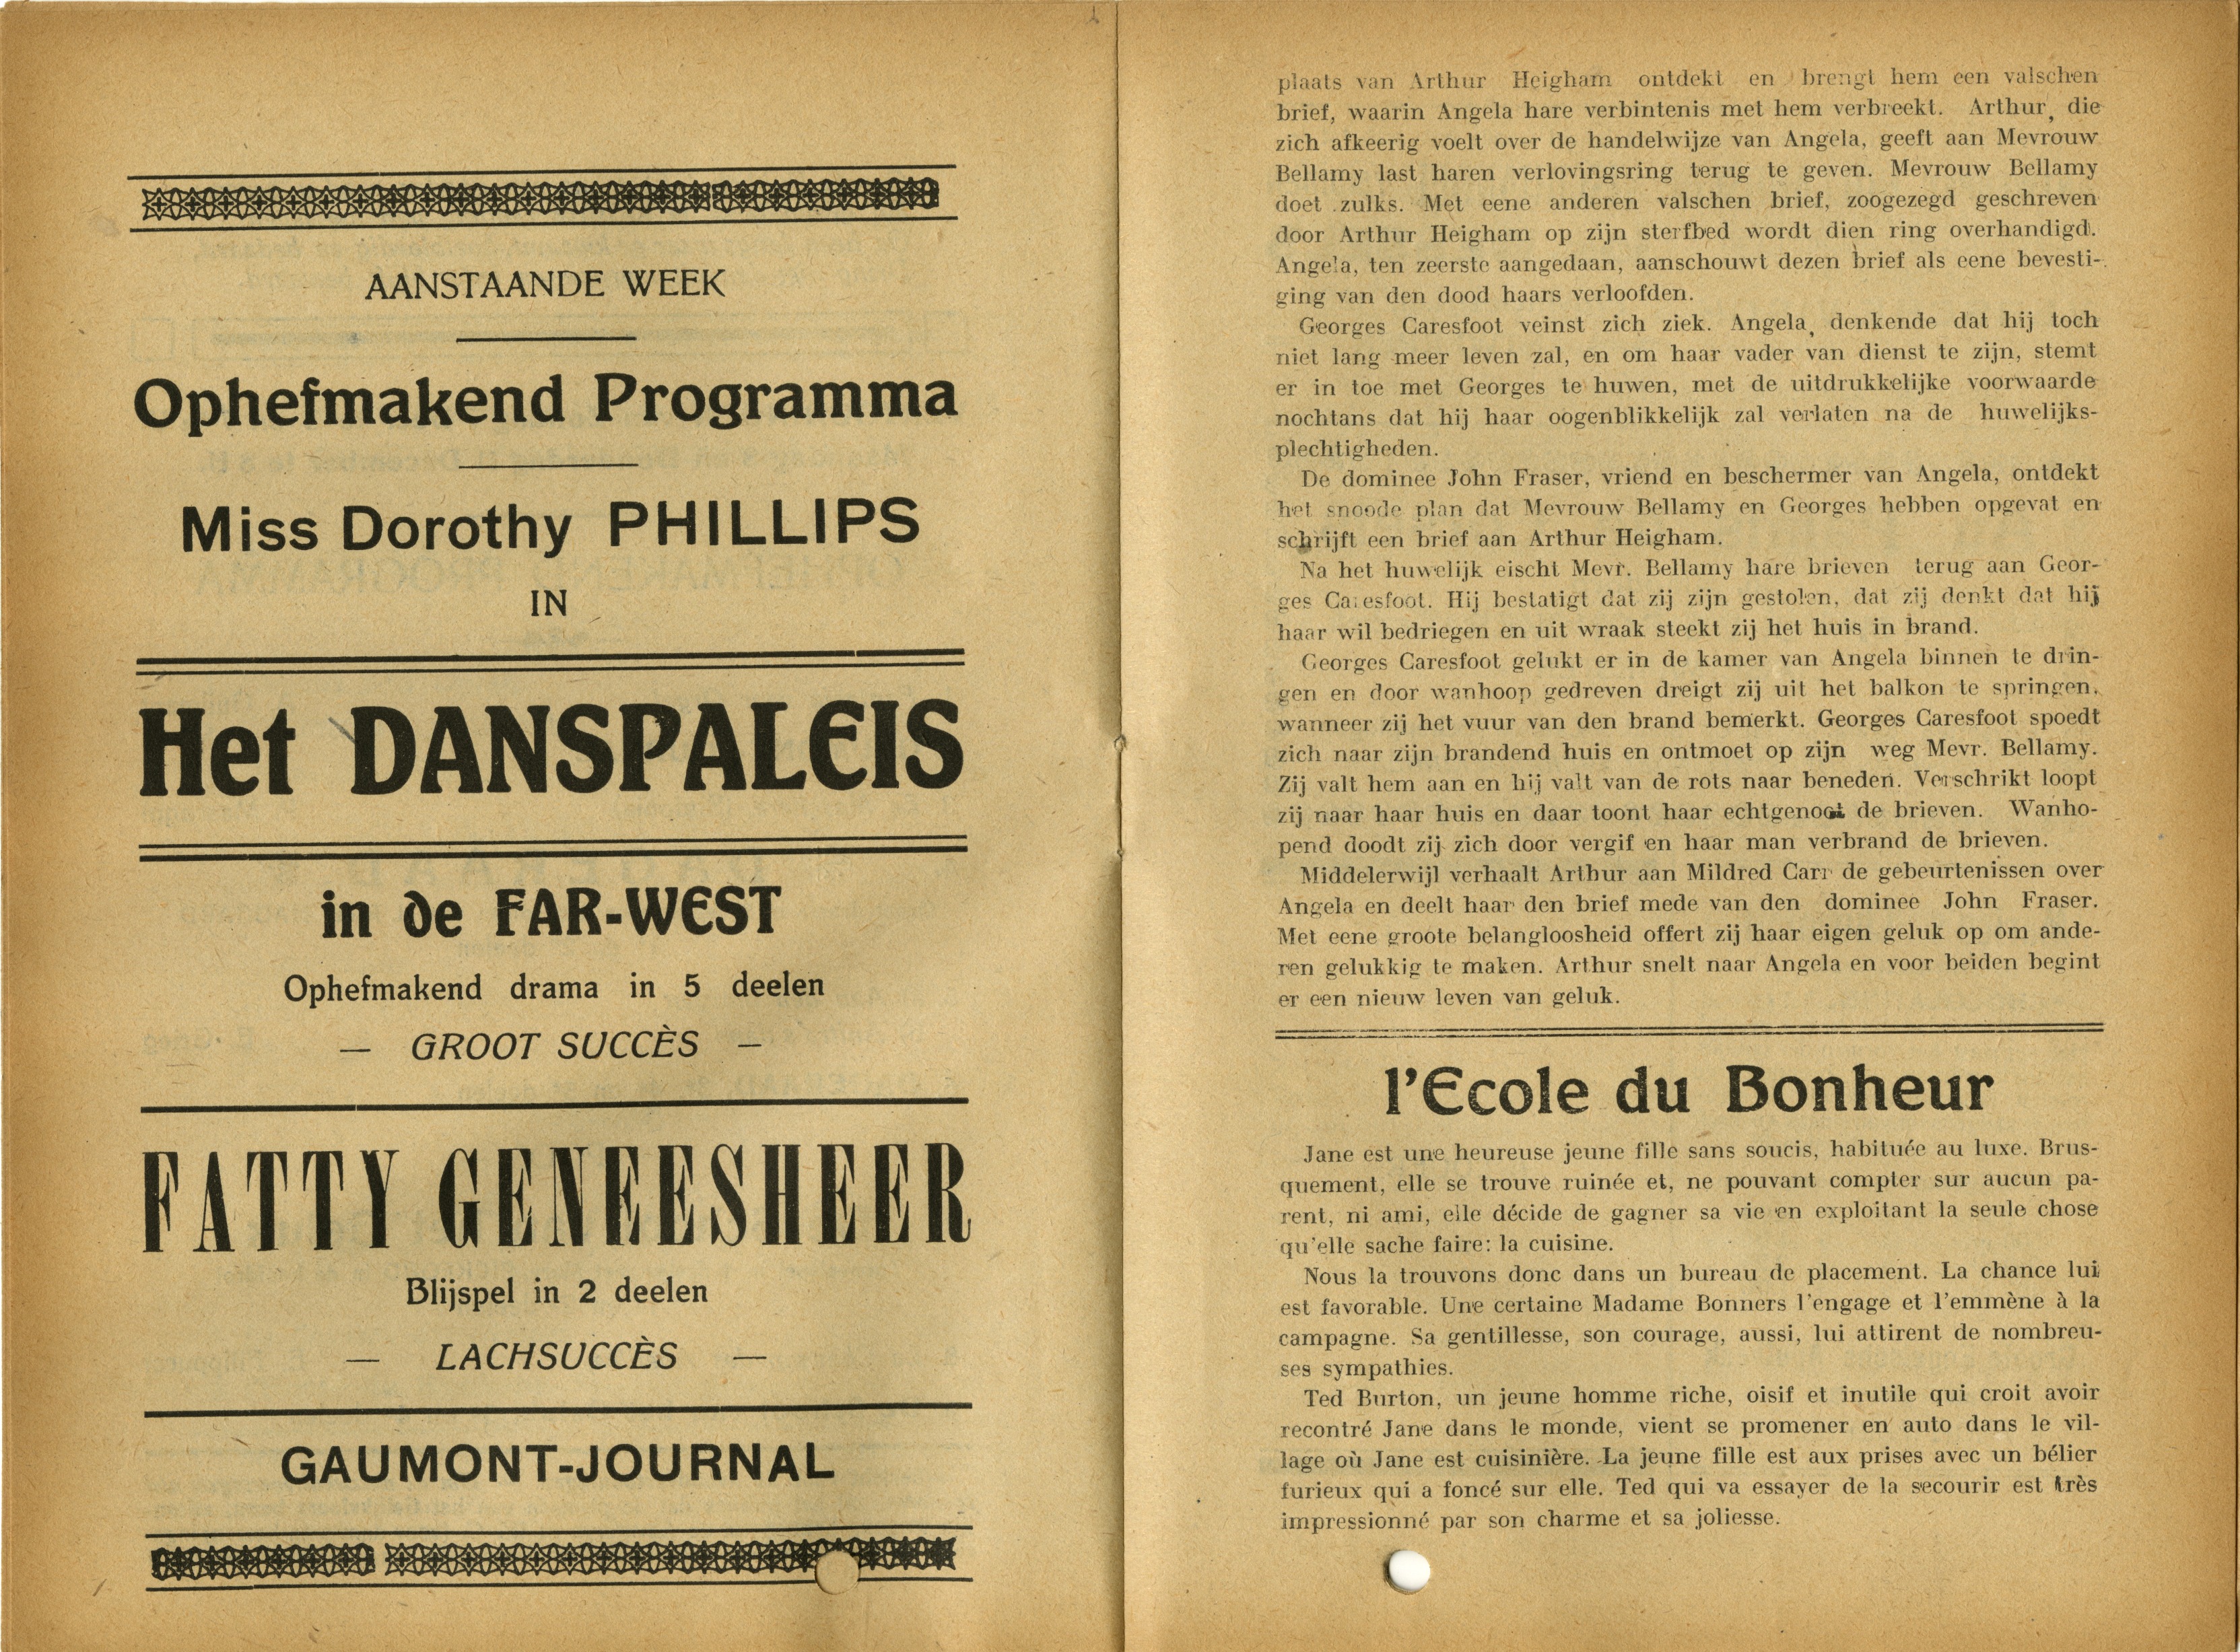 AANSTAANDE WEEK
Ophefmakend Programma
Miss Dorothy PHILLIPS
IN
Het DANSPALEIS
in de FAR-WEST
Ophefmakend drama in 5 deelen
— GROOT SUCCÈS —
FATTY GENEESHEER
Blijspel in 2 deelen
— LACHSUCCÈS —
GAUMONT-JOURNAL
plaats van Arthur Heigham ontdekt en brengt hem een valschen
brief, waarin Angela hare verbintenis met hem verbreekt. Arthur, die
zich afkeerig voelt over de handelwijze van Angela, geeft aan Mevrouw
Bellamy last haren verlovingsring terug te geven. Mevrouw Bellamy
doet zulks. Met eene anderen valschen brief, zoogezegd geschreven
door Arthur Heigham op zijn sterfbed wordt dien ring overhandigd.
Angela, ten zeerste aangedaan, aanschouwt dezen brief als eene bevesti-
ging van den dood haars verloofden.
Georges Caresfoot veinst zich ziek. Angela, denkende dat hij toch
niet lang meer leven zal, en om haar vader van dienst te zijn, stemt
er in toe met Georges te huwen, met de uitdrukkelijke voorwaarde
nochtans dat hij haar oogenblikkelijk zal verlaten na de huwelijks-
plechtigheden.
De dominee John Fraser, vriend en beschermer van Angela, ontdekt
het snoode plan dat Mevrouw Bellamy en Georges hebben opgevat en
schrijft een brief aan Arthur Heigham.
Na het huwelijk eischt Mevr. Bellamy hare brieven terug aan Geor-
ges Caresfoot. Hij bestatigt dat zij zijn gestolen, dat zij denkt dat hij
haar wil bedriegen en uit wraak steekt zij het huis in brand.
Georges Caresfoot gelukt er in de kamer van Angela binnen te drin-
gen en door wanhoop gedreven dreigt zij uit het balkon te springen,
wanneer zij het vuur van den brand bemerkt. Georges Caresfoot spoedt
zich naar zijn brandend huis en ontmoet op zijn weg Mevr. Bellamy.
Zij valt hem aan en hij valt van de rots naar beneden. Verschrikt loopt
zij naar haar huis en daar toont haar echtgenoot de brieven. Wanho-
pend doodt zij zich door vergif en haar man verbrand de brieven.
Middelerwijl verhaalt Arthur aan Mildred Carr de gebeurtenissen over
Angela en deelt haar den brief mede van den dominee John Fraser.
Met eene groote belangloosheid offert zij haar eigen geluk op om ande-
ren gelukkig te maken. Arthur snelt naar Angela en voor beiden begint
er een nieuw leven van geluk.
l'Ecole du Bonheur
Jane est une heureuse jeune fille sans soucis, habituée au luxe. Brus-
quement, elle se trouve ruinée et, ne pouvant compter sur aucun pa-
rent, ni ami, elle décide de gagner sa vie en exploitant la seule chose
qu'elle sache faire: la cuisine.
Nous la trouvons donc dans un bureau de placement. La chance lui
est favorable. Une certaine Madame Bonners l'engage et l'emmène à la
campagne. Sa gentillesse, son courage, aussi, lui attirent de nombreu-
ses sympathies.
Ted Burton, un jeune homme riche, oisif et inutile qui croit avoir
recontré Jane dans le monde, vient se promener en auto dans le vil-
lage où Jane est cuisinière. La jeune fille est aux prises avec un bélier
furieux qui a foncé sur elle. Ted qui va essayer de la secourir est très
impressionné par son charme et sa joliesse.